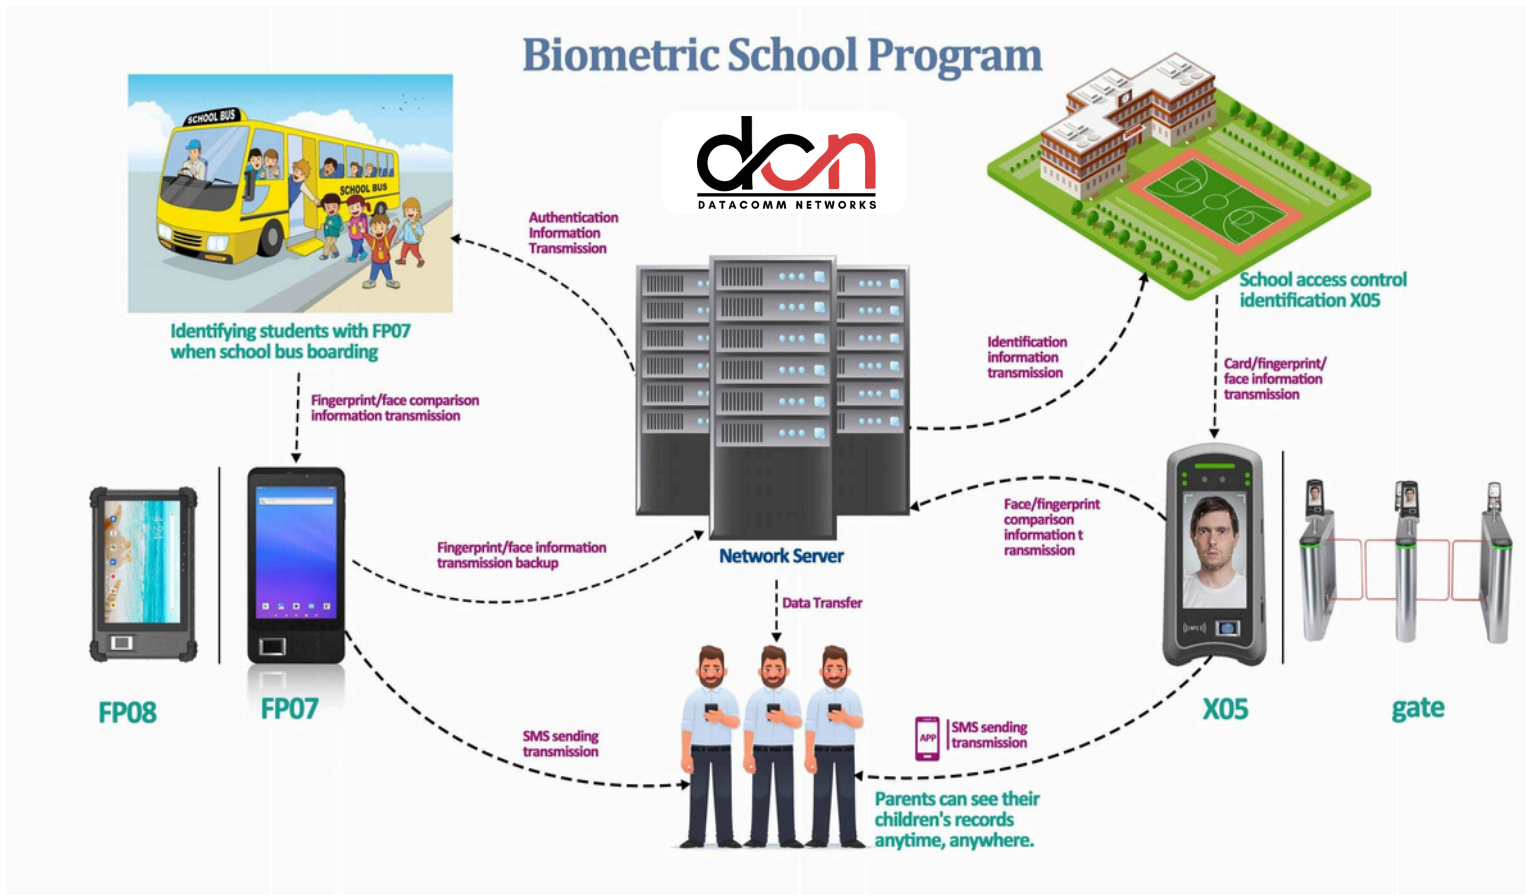 Biometric School Program
dcn
DATACOMM NETWORKS
SCHOOL BUS
SCHOOL BUS
Identifying students with FP07
when school bus boarding
Authentication
Information
Transmission
School access control
identification X05
Identification
information
transmission
Card/fingerprint/
face information
transmission
Fingerprint/face comparison
information transmission
Face/fingerprint
comparison
information t
ransmission
Fingerprint/face information
transmission backup
Network Server
Data Transfer
FP08
FP07
X05
gate
SMS sending
transmission
APP
SMS sending
transmission
Parents can see their
children's records
anytime, anywhere.